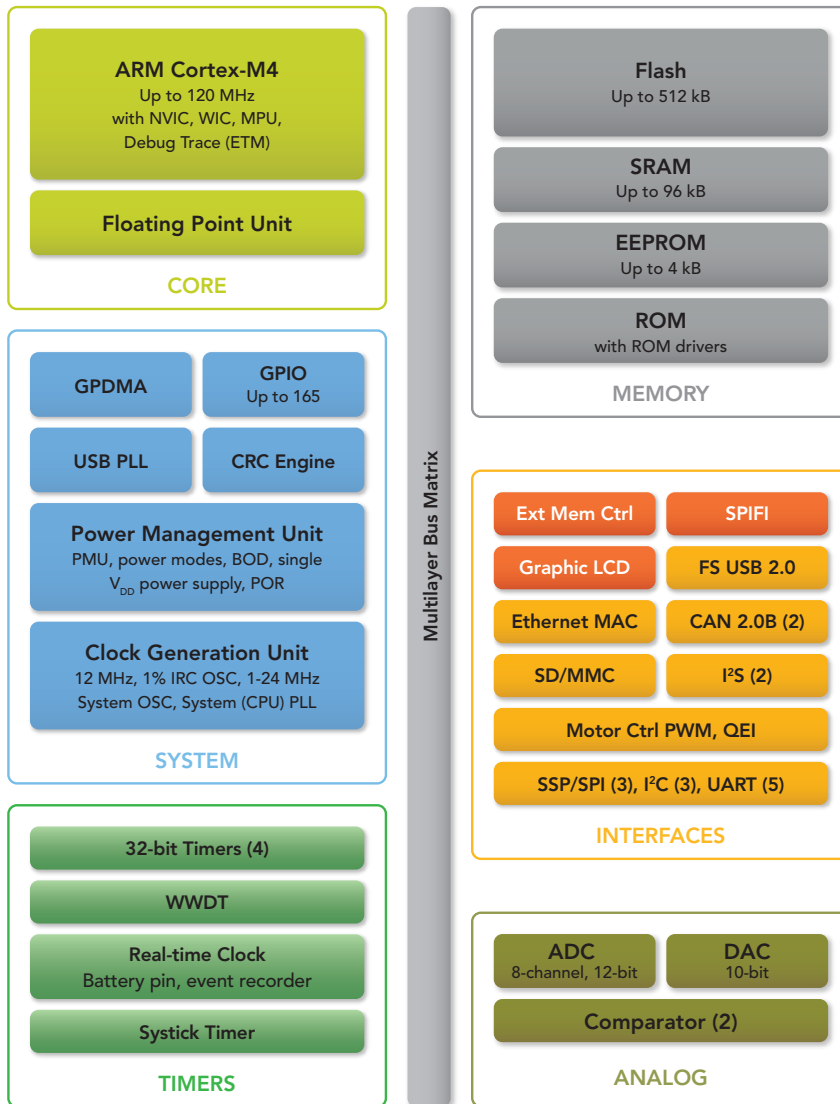 ARM Cortex-M4
Up to 120 MHz
with NVIC, WIC, MPU,
Debug Trace (ETM)
Floating Point Unit
CORE
GPDMA
GPIO
Up to 165
USB PLL
CRC Engine
Power Management Unit
PMU, power modes, BOD, single
V_DD power supply, POR
Clock Generation Unit
12 MHz, 1% IRC OSC, 1-24 MHz
System OSC, System (CPU) PLL
SYSTEM
32-bit Timers (4)
WWDT
Real-time Clock
Battery pin, event recorder
Systick Timer
TIMERS
Multilayer Bus Matrix
Flash
Up to 512 kB
SRAM
Up to 96 kB
EEPROM
Up to 4 kB
ROM
with ROM drivers
MEMORY
Ext Mem Ctrl
SPIFI
Graphic LCD
FS USB 2.0
Ethernet MAC
CAN 2.0B (2)
SD/MMC
I²S (2)
Motor Ctrl PWM, QEI
SSP/SPI (3), I²C (3), UART (5)
INTERFACES
ADC
8-channel, 12-bit
DAC
10-bit
Comparator (2)
ANALOG